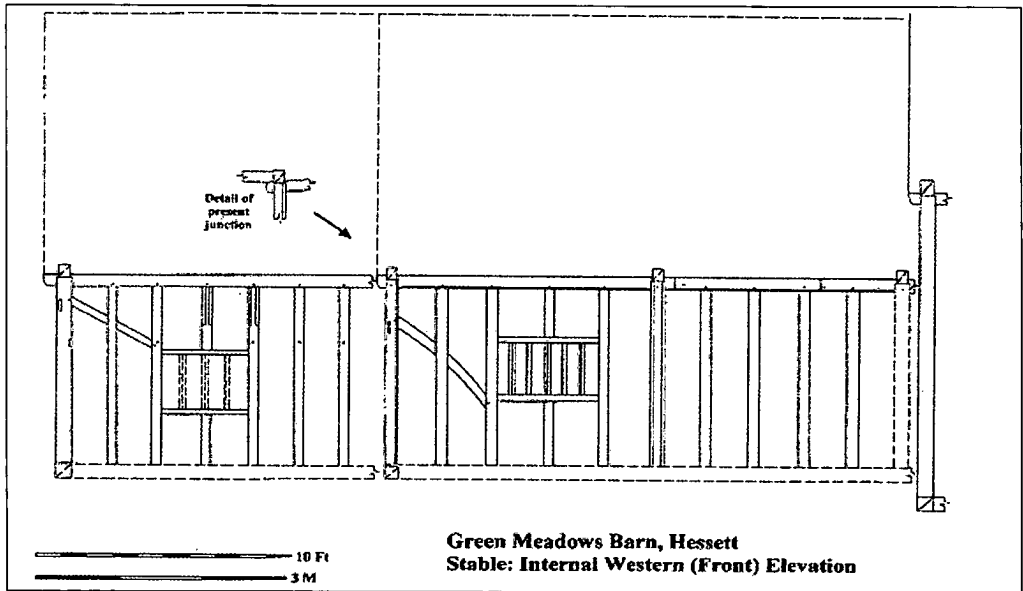 Detail of
present
junction
10 Ft
3 M
Green Meadows Barn, Hessett
Stable: Internal Western (Front) Elevation